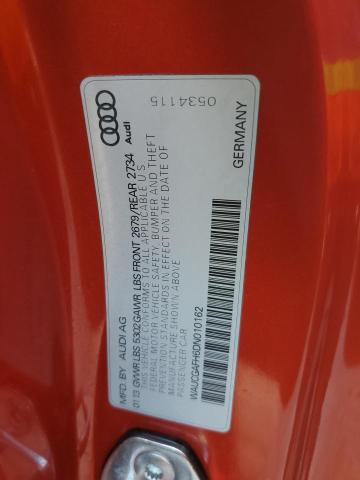 0534115
Audi
MFD. BY AUDI AG GERMANY
01 13 GVWR LBS 5302 GAWR LBS FRONT 2679/REAR 2734
THIS VEHICLE CONFORMS TO ALL APPLICABLE U S
FEDERAL MOTOR VEHICLE SAFETY, BUMPER AND THEFT
PREVENTION STANDARDS IN EFFECT ON THE DATE OF
MANUFACTURE SHOWN ABOVE
PASSENGER CAR
WAUCGAFH6DN010162